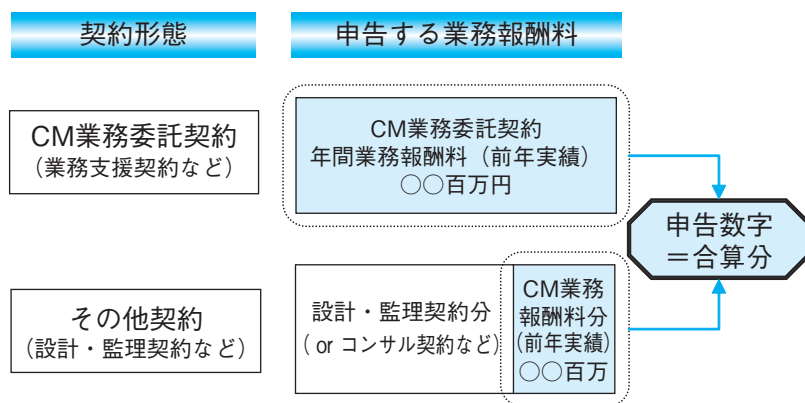 契約形態
申告する業務報酬料
CM業務委託契約
（業務支援契約など）
CM業務委託契約
年間業務報酬料（前年実績）
○○百万円
申告数字
＝合算分
その他契約
（設計・監理契約など）
設計・監理契約分
（ or コンサル契約など）
CM業務
報酬料分
(前年実績)
○○百万